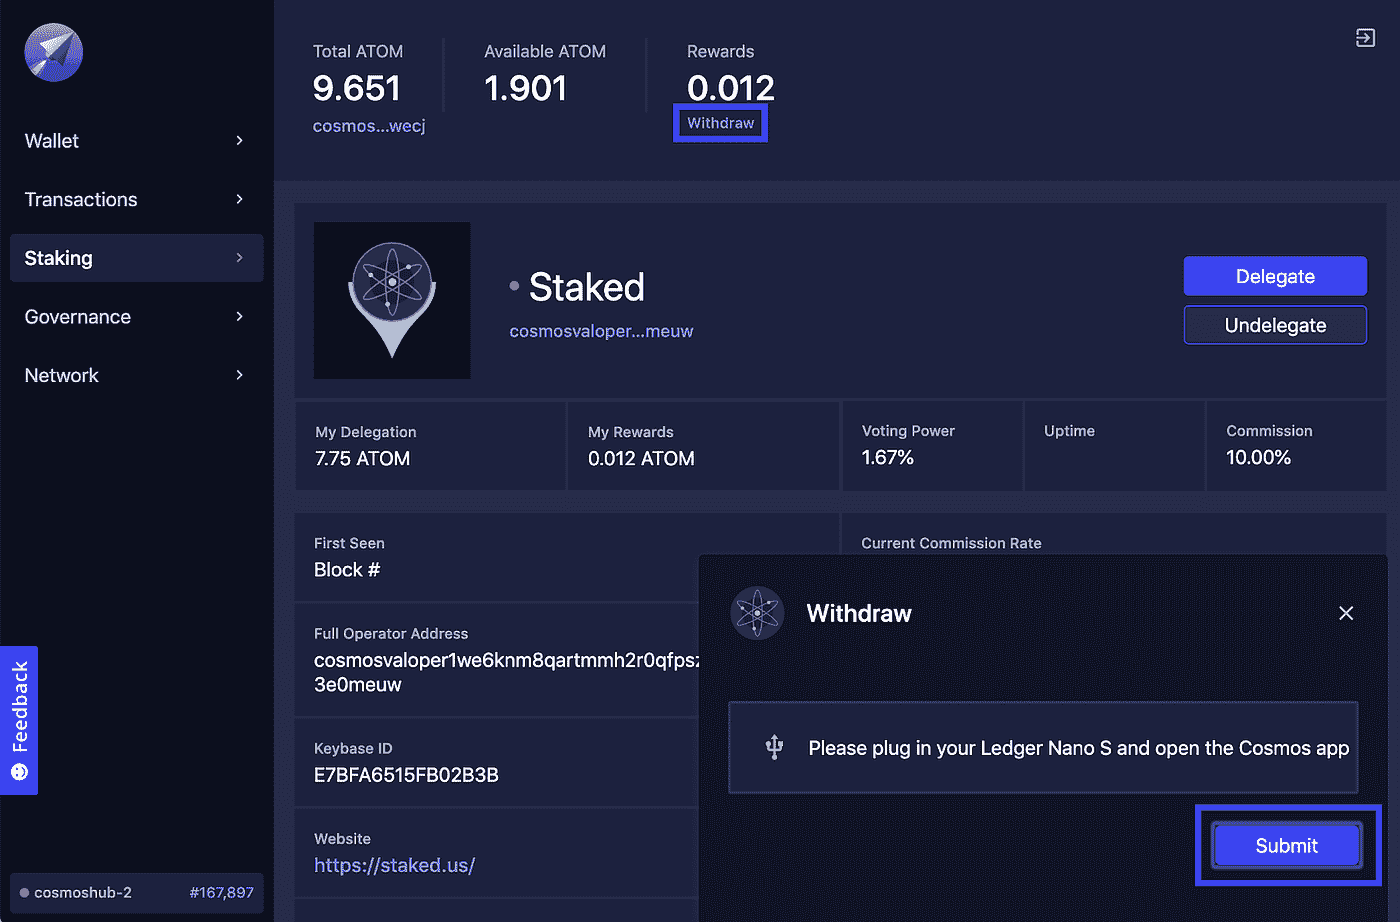 Wallet
Transactions
Staking
Governance
Network
Feedback
cosmoshub-2 #167,897
Total ATOM
9.651
cosmos...wecj
Available ATOM
1.901
Rewards
0.012
Withdraw
Staked
cosmosvaloper...meuw
Delegate
Undelegate
My Delegation
7.75 ATOM
My Rewards
0.012 ATOM
Voting Power
1.67%
Uptime
Commission
10.00%
First Seen
Block #
Current Commission Rate
Full Operator Address
cosmosvaloper1we6knm8qartmmh2r0qfpsz
3e0meuw
Keybase ID
E7BFA6515FB02B3B
Website
https://staked.us/
Withdraw
Please plug in your Ledger Nano S and open the Cosmos app
Submit